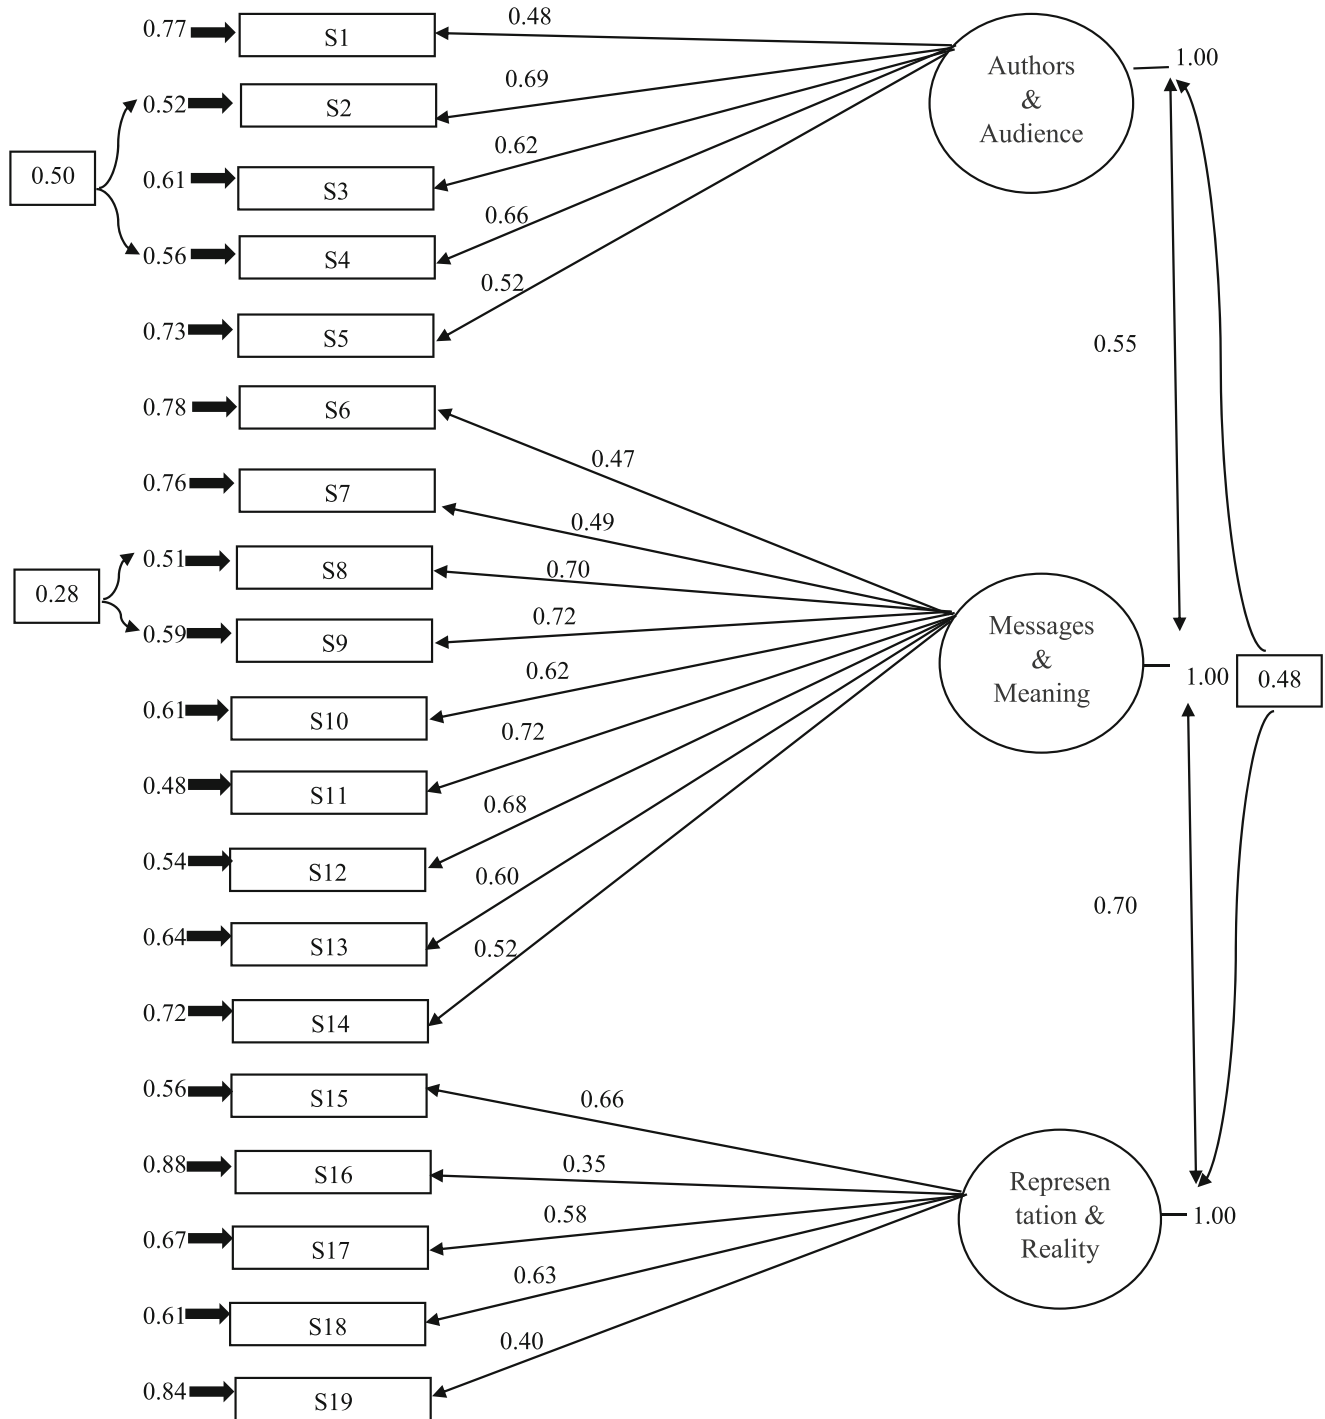 0.77 S1 0.48
0.52 S2 0.69
0.50
0.61 S3 0.62
0.56 S4 0.66
0.73 S5 0.52
Authors
&
Audience
1.00
0.55
0.78 S6 0.47
0.76 S7 0.49
0.51 S8 0.70
0.28
0.59 S9 0.72
0.61 S10 0.62
0.48 S11 0.72
0.54 S12 0.68
0.64 S13 0.60
0.72 S14 0.52
Messages
&
Meaning
1.00
0.48
0.70
0.56 S15 0.66
0.88 S16 0.35
0.67 S17 0.58
0.61 S18 0.63
0.84 S19 0.40
Represen
tation &
Reality
1.00